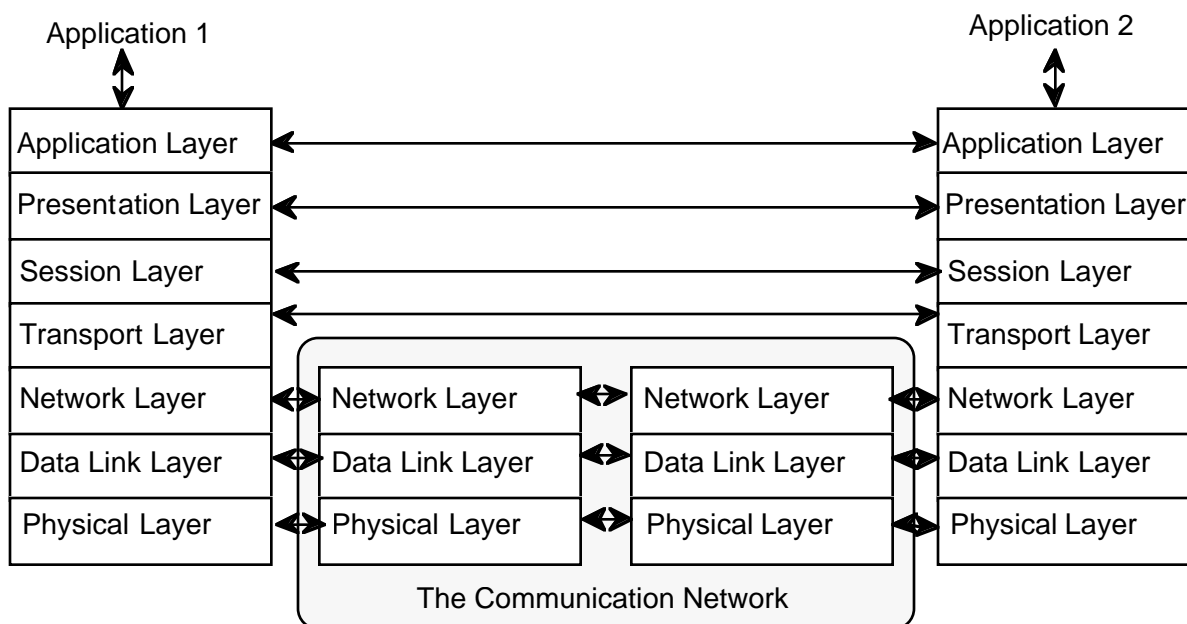 Application 1
Application 2
Application Layer
Application Layer
Presentation Layer
Presentation Layer
Session Layer
Session Layer
Transport Layer
Transport Layer
Network Layer
Network Layer
Network Layer
Network Layer
Data Link Layer
Data Link Layer
Data Link Layer
Data Link Layer
Physical Layer
Physical Layer
Physical Layer
Physical Layer
The Communication Network